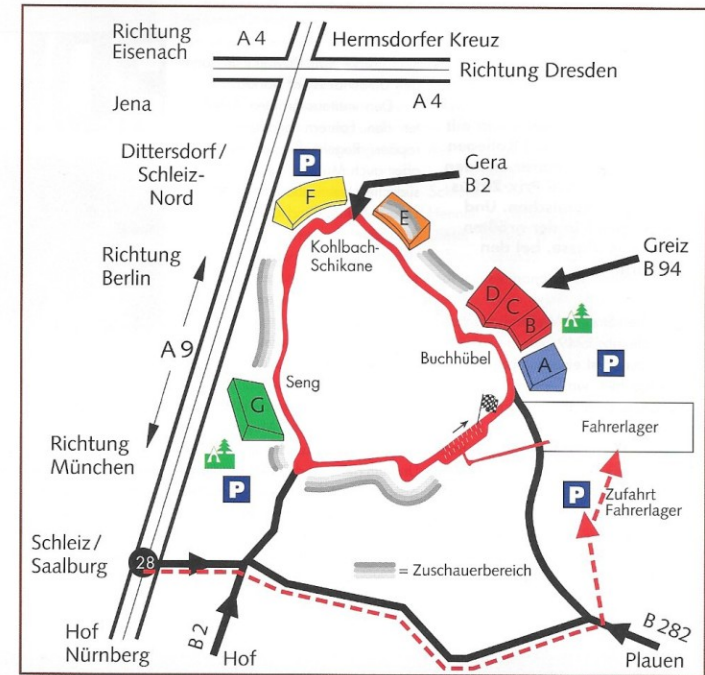 Richtung
Eisenach
A 4
Hermsdorfer Kreuz
Richtung Dresden
A 4
Jena
Dittersdorf/
Schleiz-
Nord
P
Gera
B 2
F
E
Kohlbach-
Schikane
Greiz
B 94
Richtung
Berlin
D
C
B
A
P
A 9
Buchhübel
Seng
G
Fahrerlager
Richtung
München
P
P
Zufahrt
Fahrerlager
Schleiz/
Saalburg
28
= Zuschauerbereich
Hof
Nürnberg
B 2
Hof
B 282
Plauen